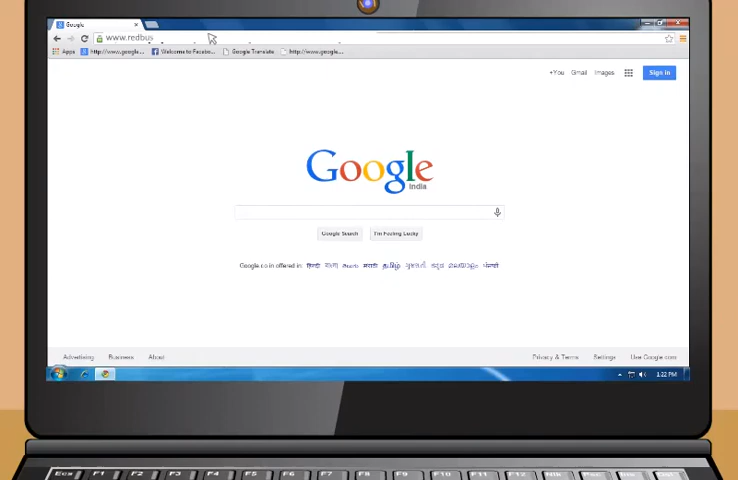 Google
www.redbus
Apps http://www.google... Welcome to Facebo... Google Translate http://www.google...
+You Gmail Images Sign in
Google
India
Google Search I'm Feeling Lucky
Google.co.in offered in: हिन्दी বাংলা తెలుగు मराठी தமிழ் ગુજરાતી ಕನ್ನಡ മലയാളം ਪੰਜਾਬੀ
Advertising Business About Privacy & Terms Settings Use Google.com
1:22 PM
Esc F1 F2 F3 F4 F5 F6 F7 F8 F9 F10 F11 F12